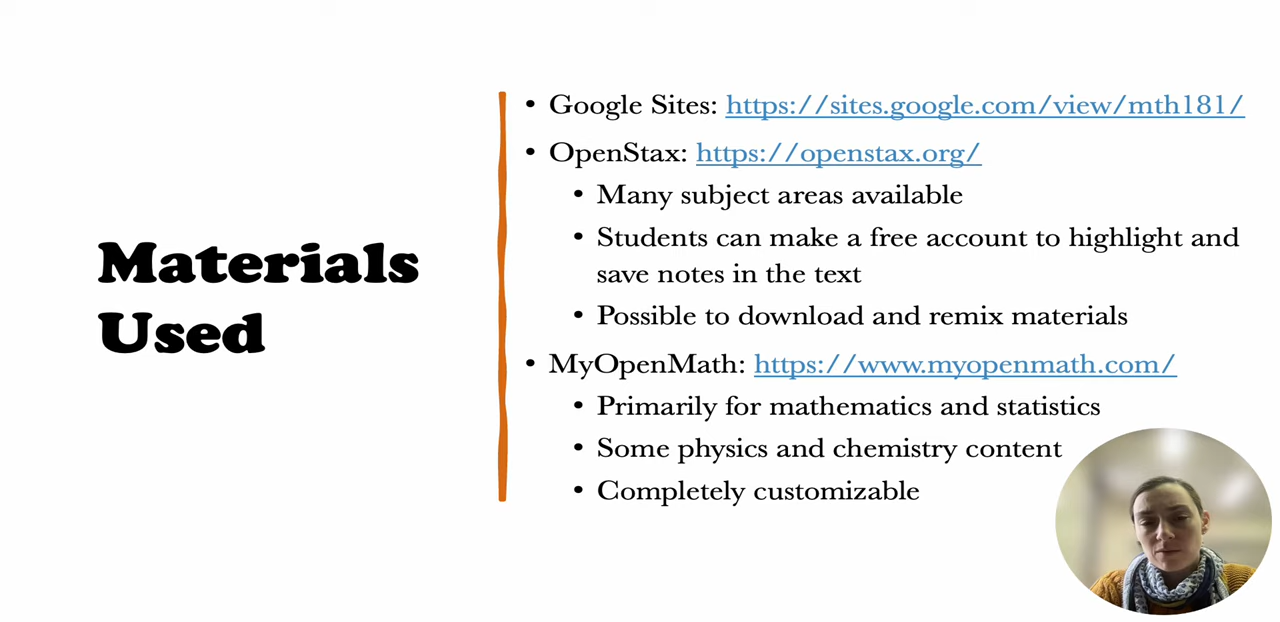 Materials
Used
• Google Sites: https://sites.google.com/view/mth181/
• OpenStax: https://openstax.org/
• Many subject areas available
• Students can make a free account to highlight and
save notes in the text
• Possible to download and remix materials
• MyOpenMath: https://www.myopenmath.com/
• Primarily for mathematics and statistics
• Some physics and chemistry content
• Completely customizable